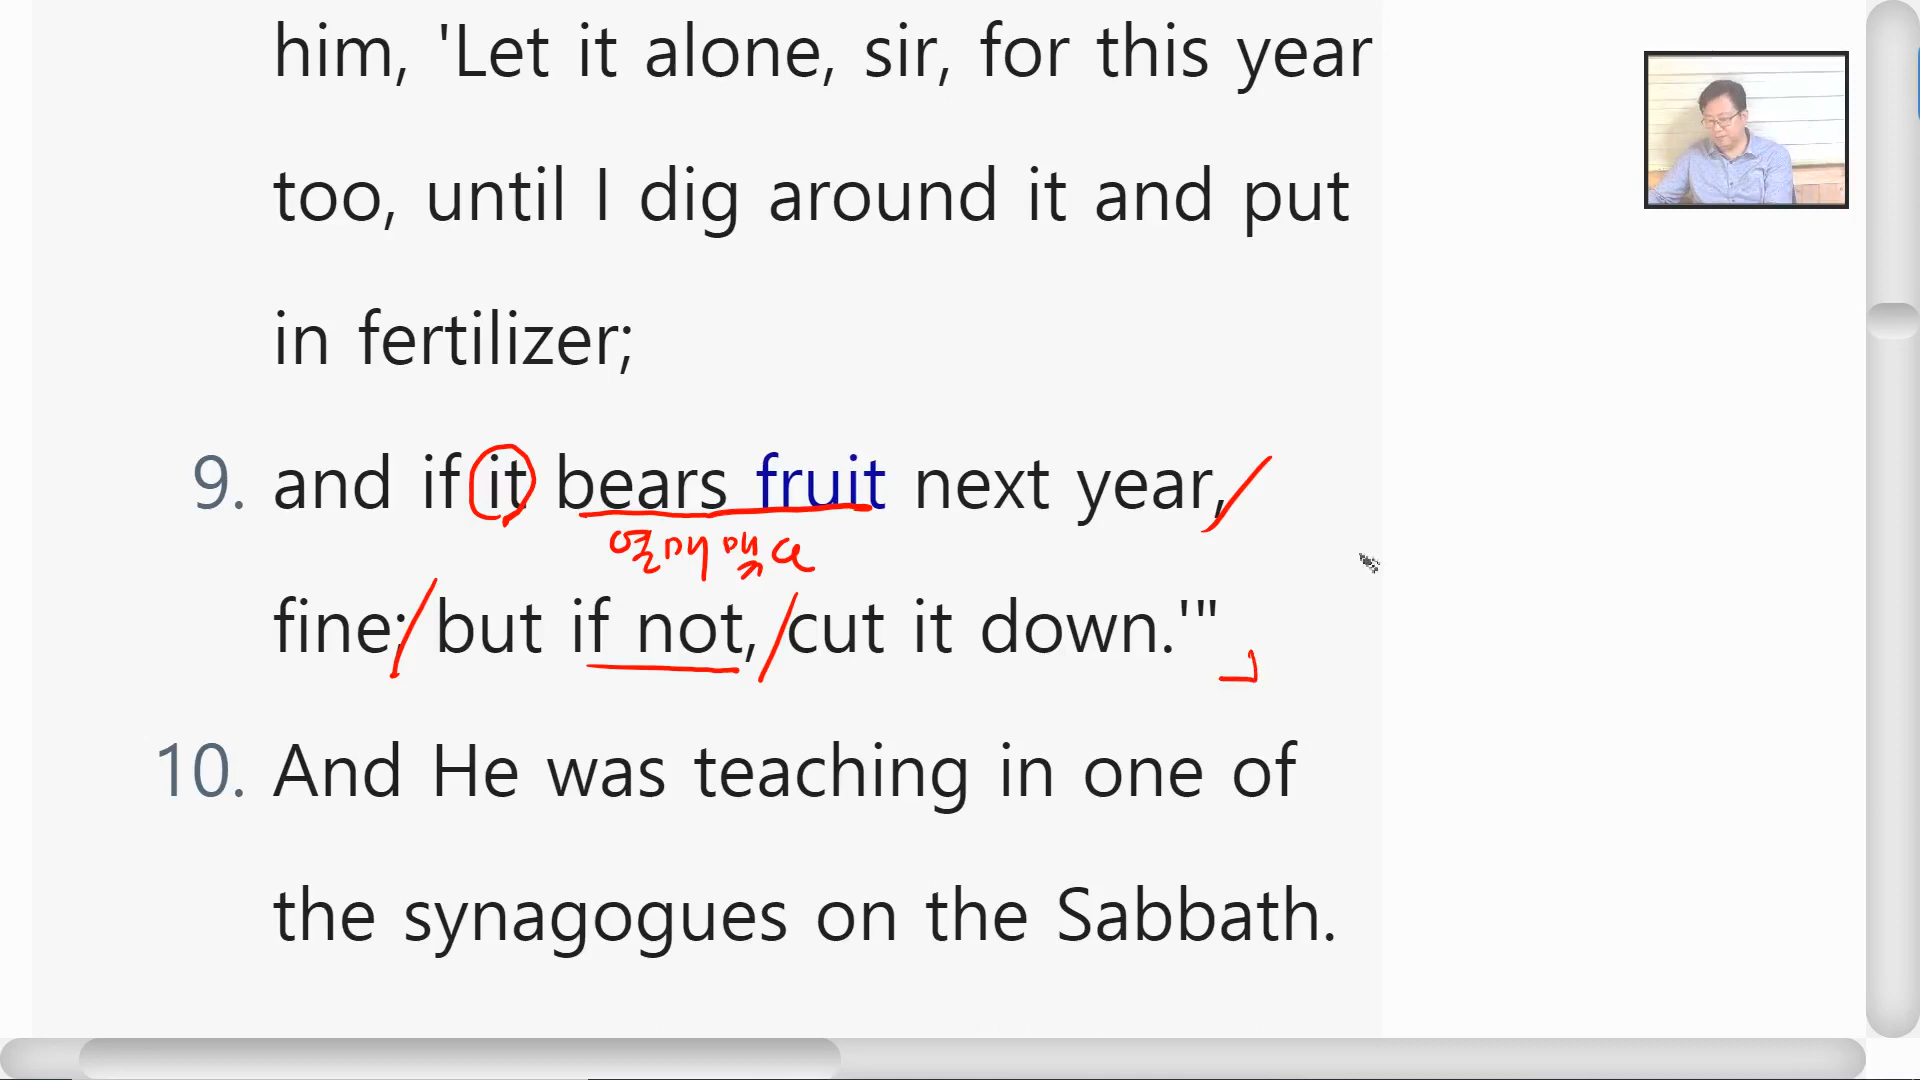 him, 'Let it alone, sir, for this year
too, until I dig around it and put
in fertilizer;
9. and if it bears fruit next year,
열매 맺다
fine; but if not, cut it down.'"
10. And He was teaching in one of
the synagogues on the Sabbath.